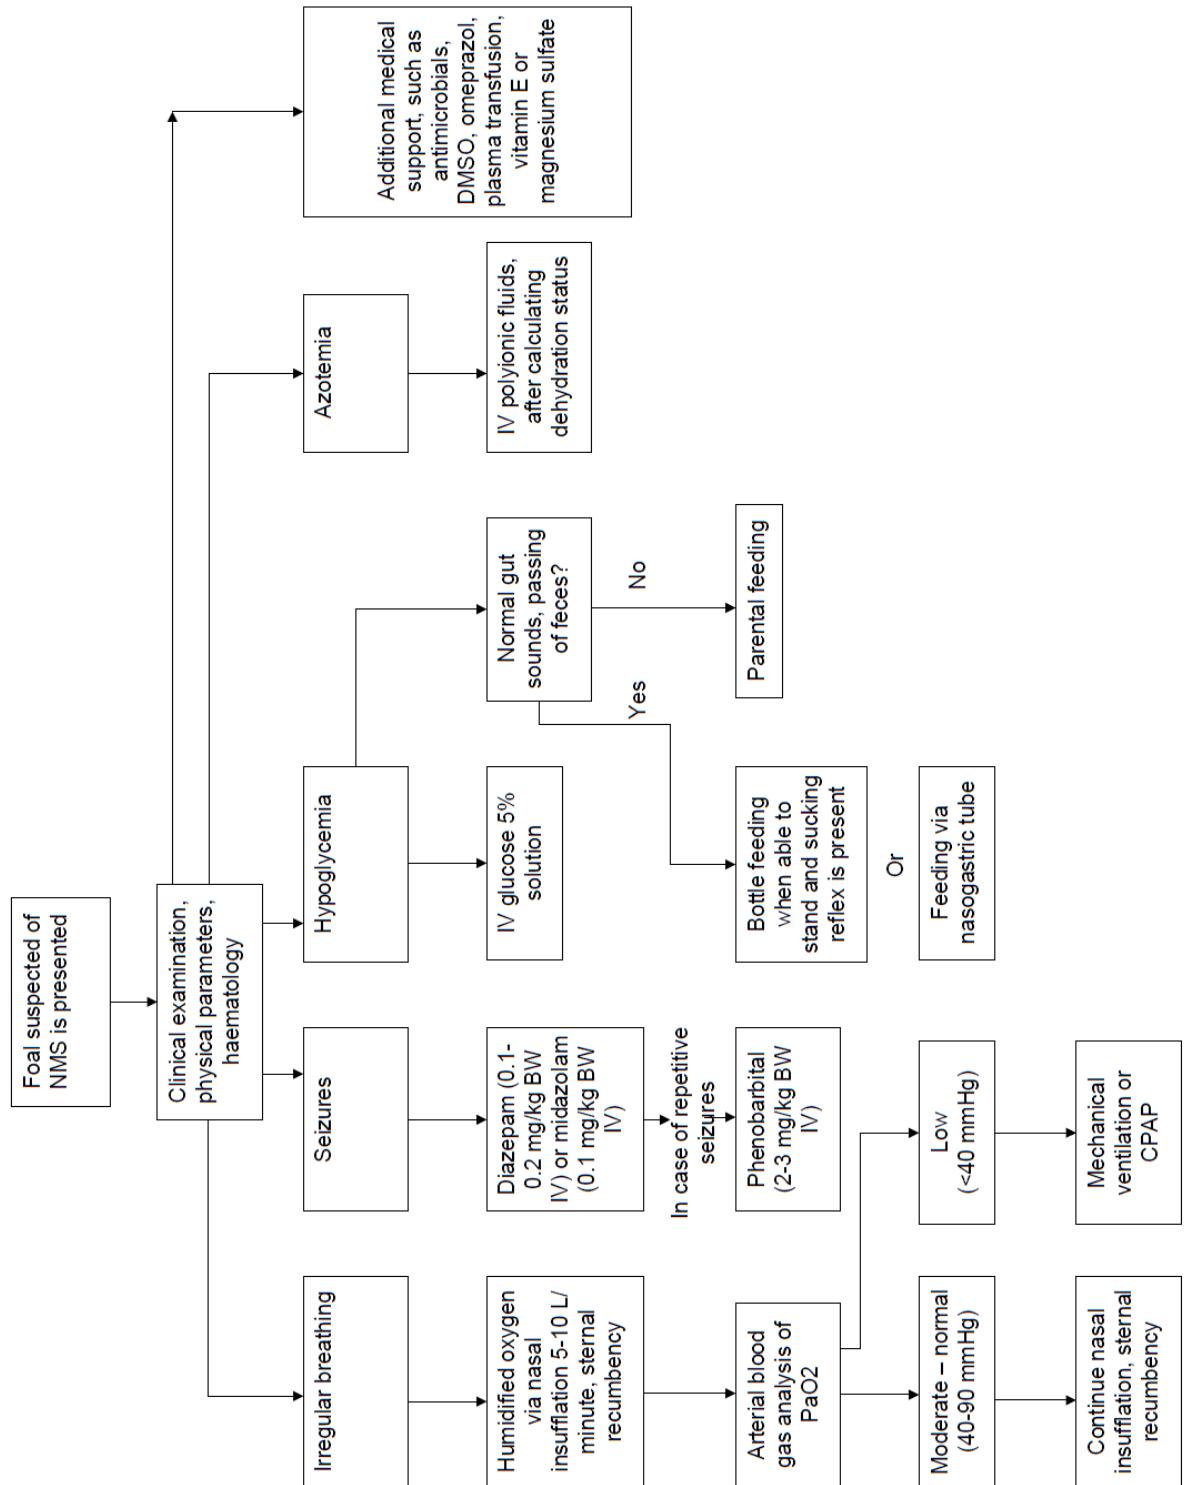 Foal suspected of
NMS is presented
Clinical examination,
physical parameters,
haematology
Irregular breathing
Seizures
Hypoglycemia
Azotemia
Additional medical
support, such as
antimicrobials,
DMSO, omeprazol,
plasma transfusion,
vitamin E or
magnesium sulfate
Humidified oxygen
via nasal
insufflation 5-10 L/
minute, sternal
recumbency
Diazepam (0.1-
0.2 mg/kg BW
IV) or midazolam
(0.1 mg/kg BW
IV)
IV glucose 5%
solution
Normal gut
sounds, passing
of feces?
IV polyionic fluids,
after calculating
dehydration status
In case of repetitive
seizures
Yes
No
Arterial blood
gas analysis of
PaO2
Phenobarbital
(2-3 mg/kg BW
IV)
Bottle feeding
when able to
stand and sucking
reflex is present
Parental feeding
Or
Moderate – normal
(40-90 mmHg)
Low
(<40 mmHg)
Feeding via
nasogastric tube
Continue nasal
insufflation, sternal
recumbency
Mechanical
ventilation or
CPAP